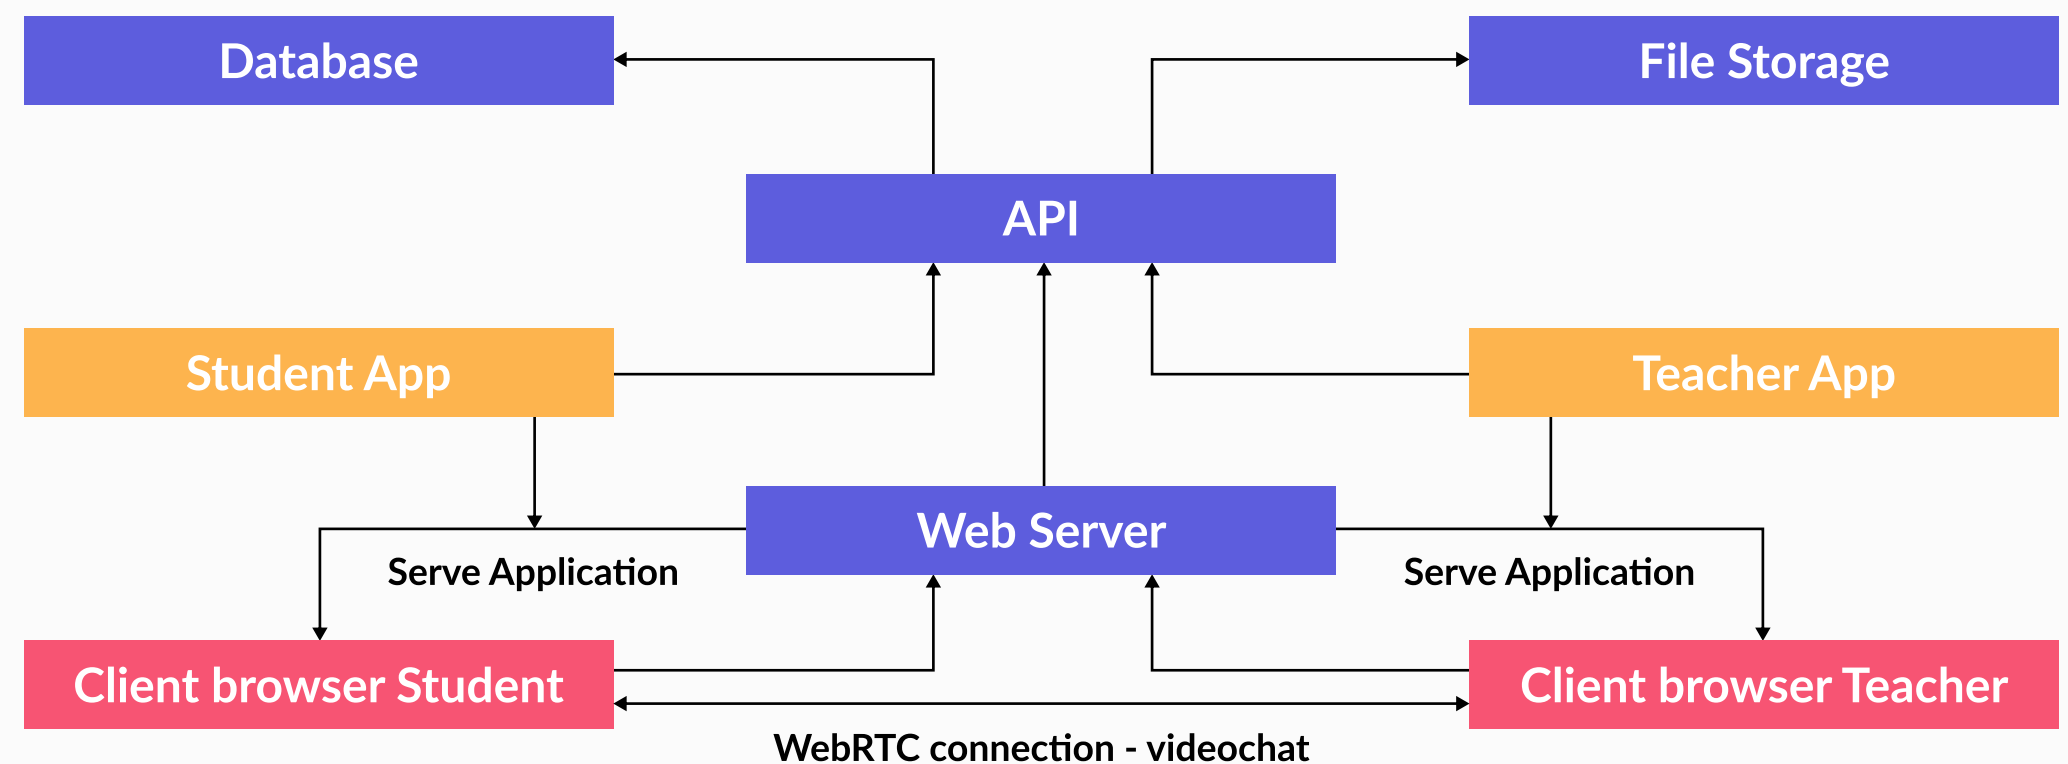 Database
File Storage
API
Student App
Teacher App
Web Server
Serve Application
Serve Application
Client browser Student
Client browser Teacher
WebRTC connection - videochat